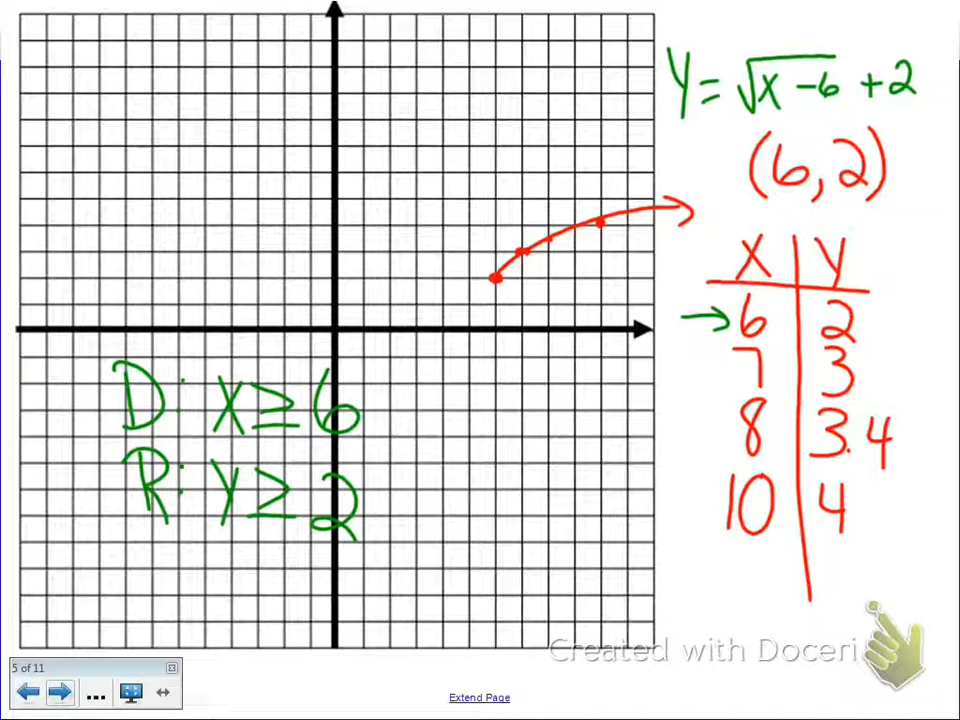 Y = √x - 6 + 2
(6, 2)
X Y
→ 6 2
7 3
8 3.4
10 4
D: X ≥ 6
R: Y ≥ 2
Created with Doceri
5 of 11
...
Extend Page